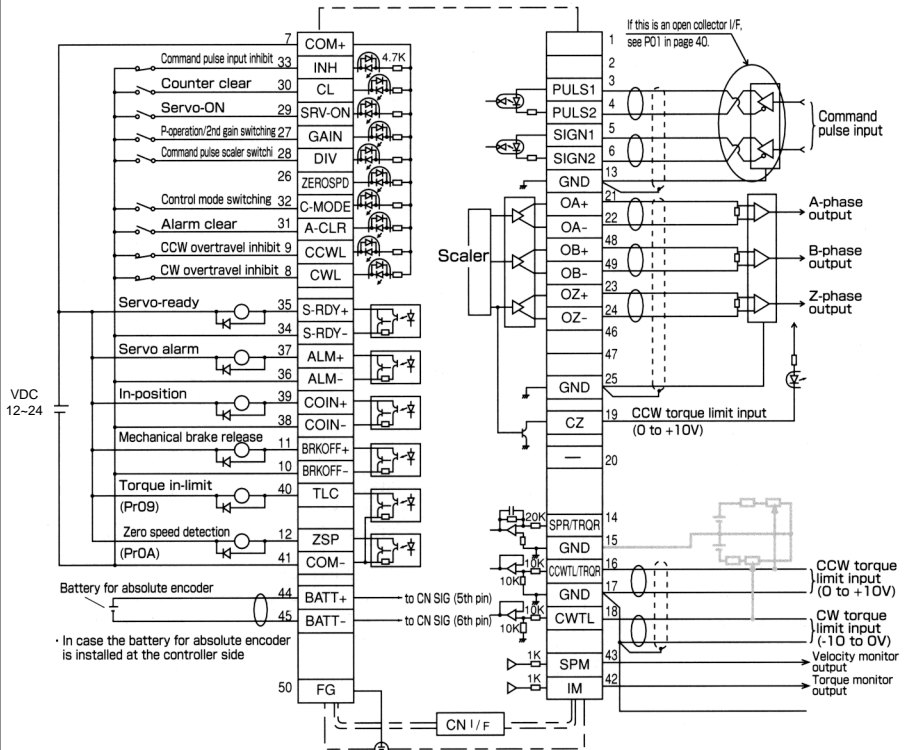 If this is an open collector I/F,
see P01 in page 40.
7 COM+
Command pulse input inhibit 33 INH 4.7K
Counter clear 30 CL
Servo-ON 29 SRV-ON
P-operation/2nd gain switching 27 GAIN
Command pulse scaler switchi 28 DIV
26 ZEROSPD
Control mode switching 32 C-MODE
Alarm clear 31 A-CLR
CCW overtravel inhibit 9 CCWL
CW overtravel inhibit 8 CWL
Servo-ready 35 S-RDY+
34 S-RDY-
Servo alarm 37 ALM+
36 ALM-
VDC
12~24
In-position 39 COIN+
38 COIN-
Mechanical brake release 11 BRKOFF+
10 BRKOFF-
Torque in-limit 40 TLC
(Pr09)
Zero speed detection 12 ZSP
(Pr0A)
41 COM-
Battery for absolute encoder
44 BATT+ to CN SIG (5th pin)
45 BATT- to CN SIG (6th pin)
· In case the battery for absolute encoder
is installed at the controller side
50 FG
CN I/F
1
2
PULS1 3
PULS2 4
SIGN1 5
SIGN2 6
Command
pulse input
GND 13
Scaler
OA+ 21
OA- 22
A-phase
output
OB+ 48
OB- 49
B-phase
output
OZ+ 23
OZ- 24
Z-phase
output
46
47
GND 25
CZ 19 CCW torque limit input
(0 to +10V)
— 20
20K SPR/TRQR 14
GND 15
10K CCWTL/TRQR 16
10K GND 17
CCW torque
limit input
(0 to +10V)
10K CWTL 18
10K
CW torque
limit input
(-10 to 0V)
1K SPM 43 Velocity monitor
output
1K IM 42 Torque monitor
output